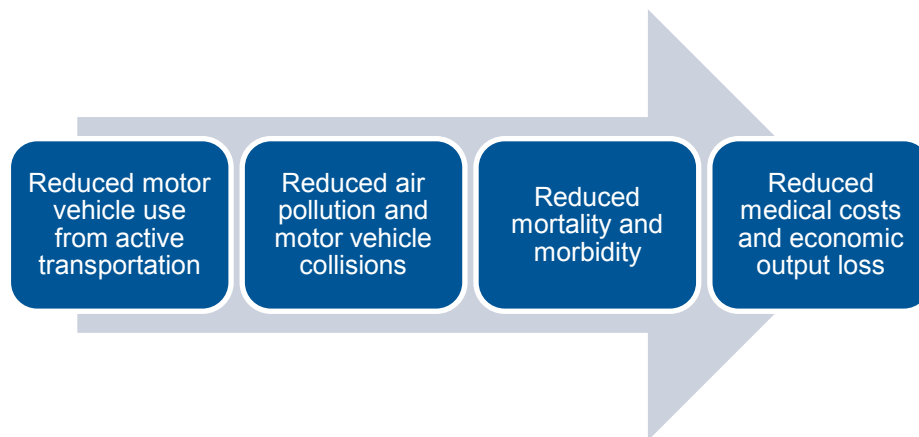 Reduced motor
vehicle use
from active
transportation
Reduced air
pollution and
motor vehicle
collisions
Reduced
mortality and
morbidity
Reduced
medical costs
and economic
output loss